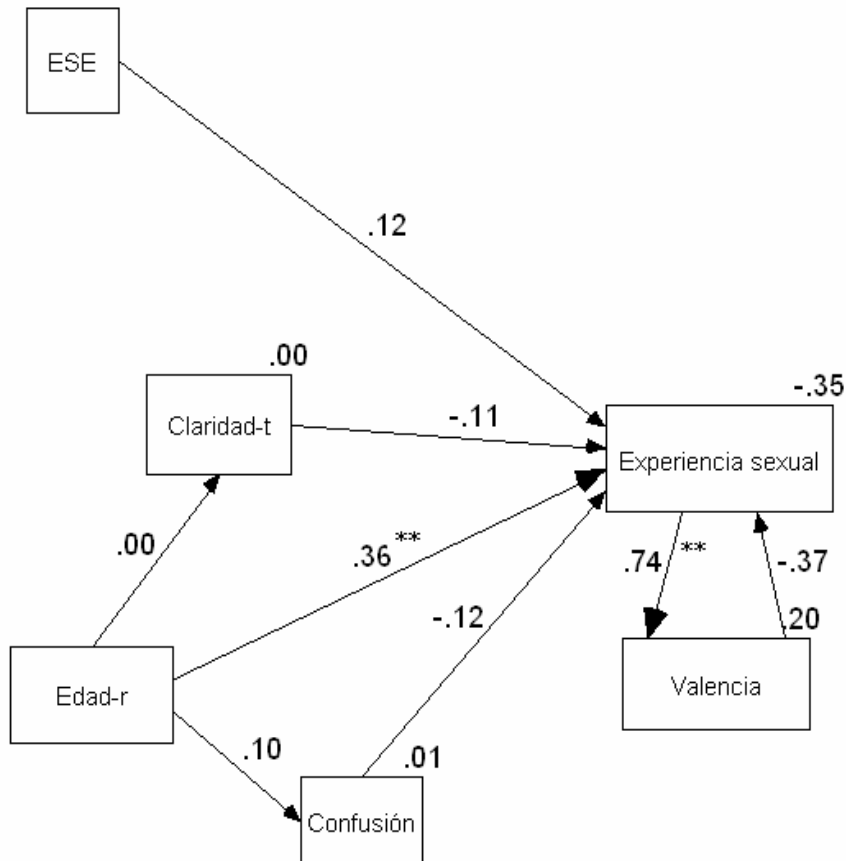 ESE
.12
.00
Claridad-t
-.11
-.35
Experiencia sexual
.00
.36 **
-.12
.74 **
-.37
.20
Valencia
Edad-r
.10
.01
Confusión